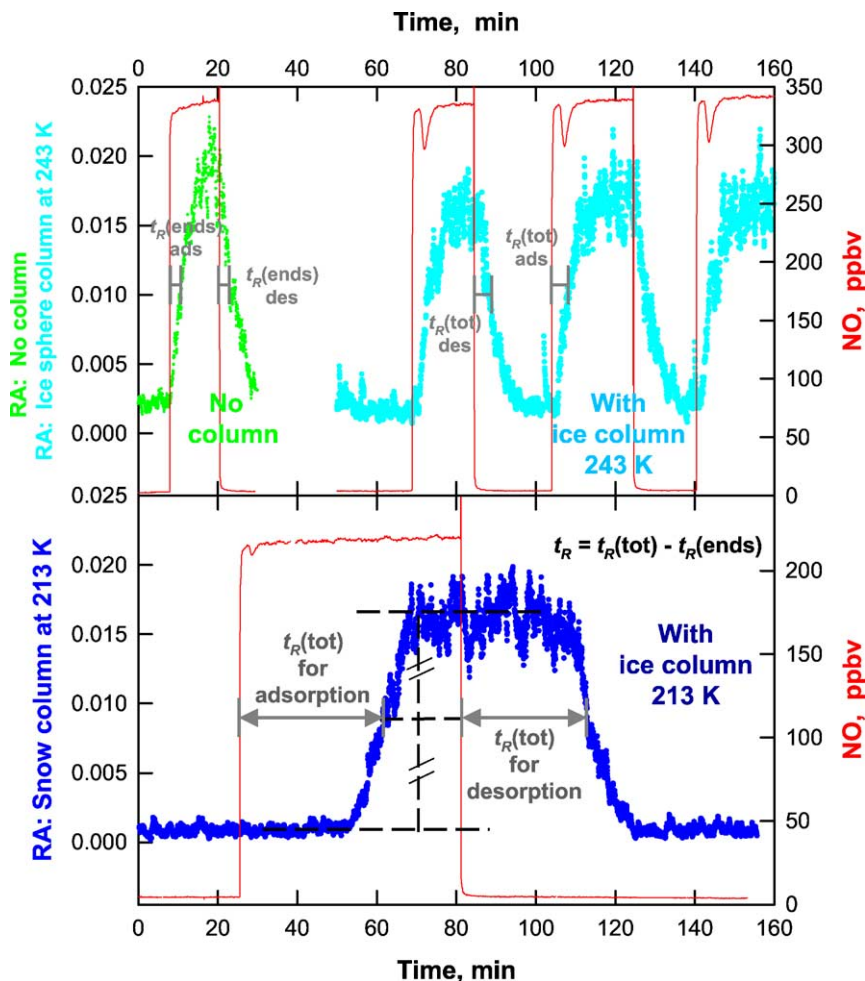 Time, min
0 20 40 60 80 100 120 140 160
0.025
0.020
0.015
0.010
0.005
0.000
350
300
250
200
150
100
50
0
RA: No column
RA: Ice sphere column at 243 K
NO, ppbv
tR(ends)
ads
tR(ends)
des
tR(tot)
des
tR(tot)
ads
No
column
With
ice column
243 K
0.025
0.020
0.015
0.010
0.005
0.000
200
150
100
50
0
RA: Snow column at 213 K
NO, ppbv
tR = tR(tot) - tR(ends)
tR(tot)
for
adsorption
tR(tot)
for
desorption
With
ice column
213 K
0 20 40 60 80 100 120 140 160
Time, min